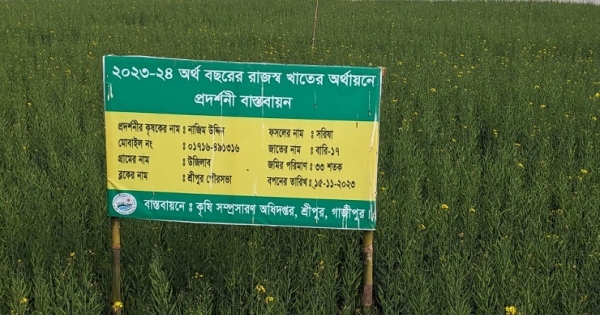 ২০২৩-২৪ অর্থ বছরের রাজস্ব খাতের অর্থায়নে
প্রদর্শনী বাস্তবায়ন
প্রদর্শনীর কৃষকের নাম : নাজিম উদ্দিন
মোবাইল নং : ০১৭১৬-৪৯১৩১৬
গ্রামের নাম : উজিলাব
ব্লকের নাম : শ্রীপুর পৌরসভা
ফসলের নাম : সরিষা
জাতের নাম : বারি-১৭
জমির পরিমাণ : ৩৩ শতক
বপনের তারিখ : ১৫-১১-২০২৩
বাস্তবায়নে : কৃষি সম্প্রসারণ অধিদপ্তর, শ্রীপুর, গাজীপুর।